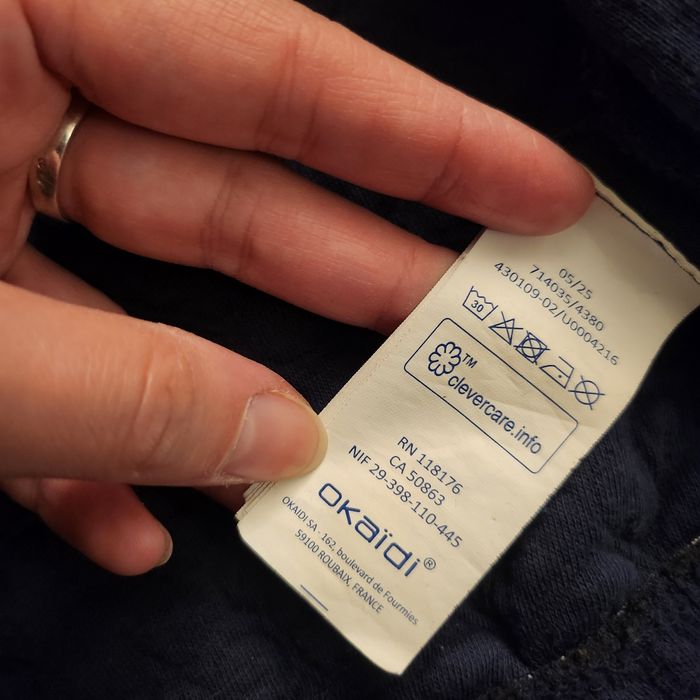 05/25
714035/4380
430109-02/U0004216
30
TM
clevercare.info
RN 118176
CA 50863
NIF 29-398-110-445
OKAÏDI®
OKAIDI SA - 162, boulevard de Fourmies.
59100 ROUBAIX, FRANCE